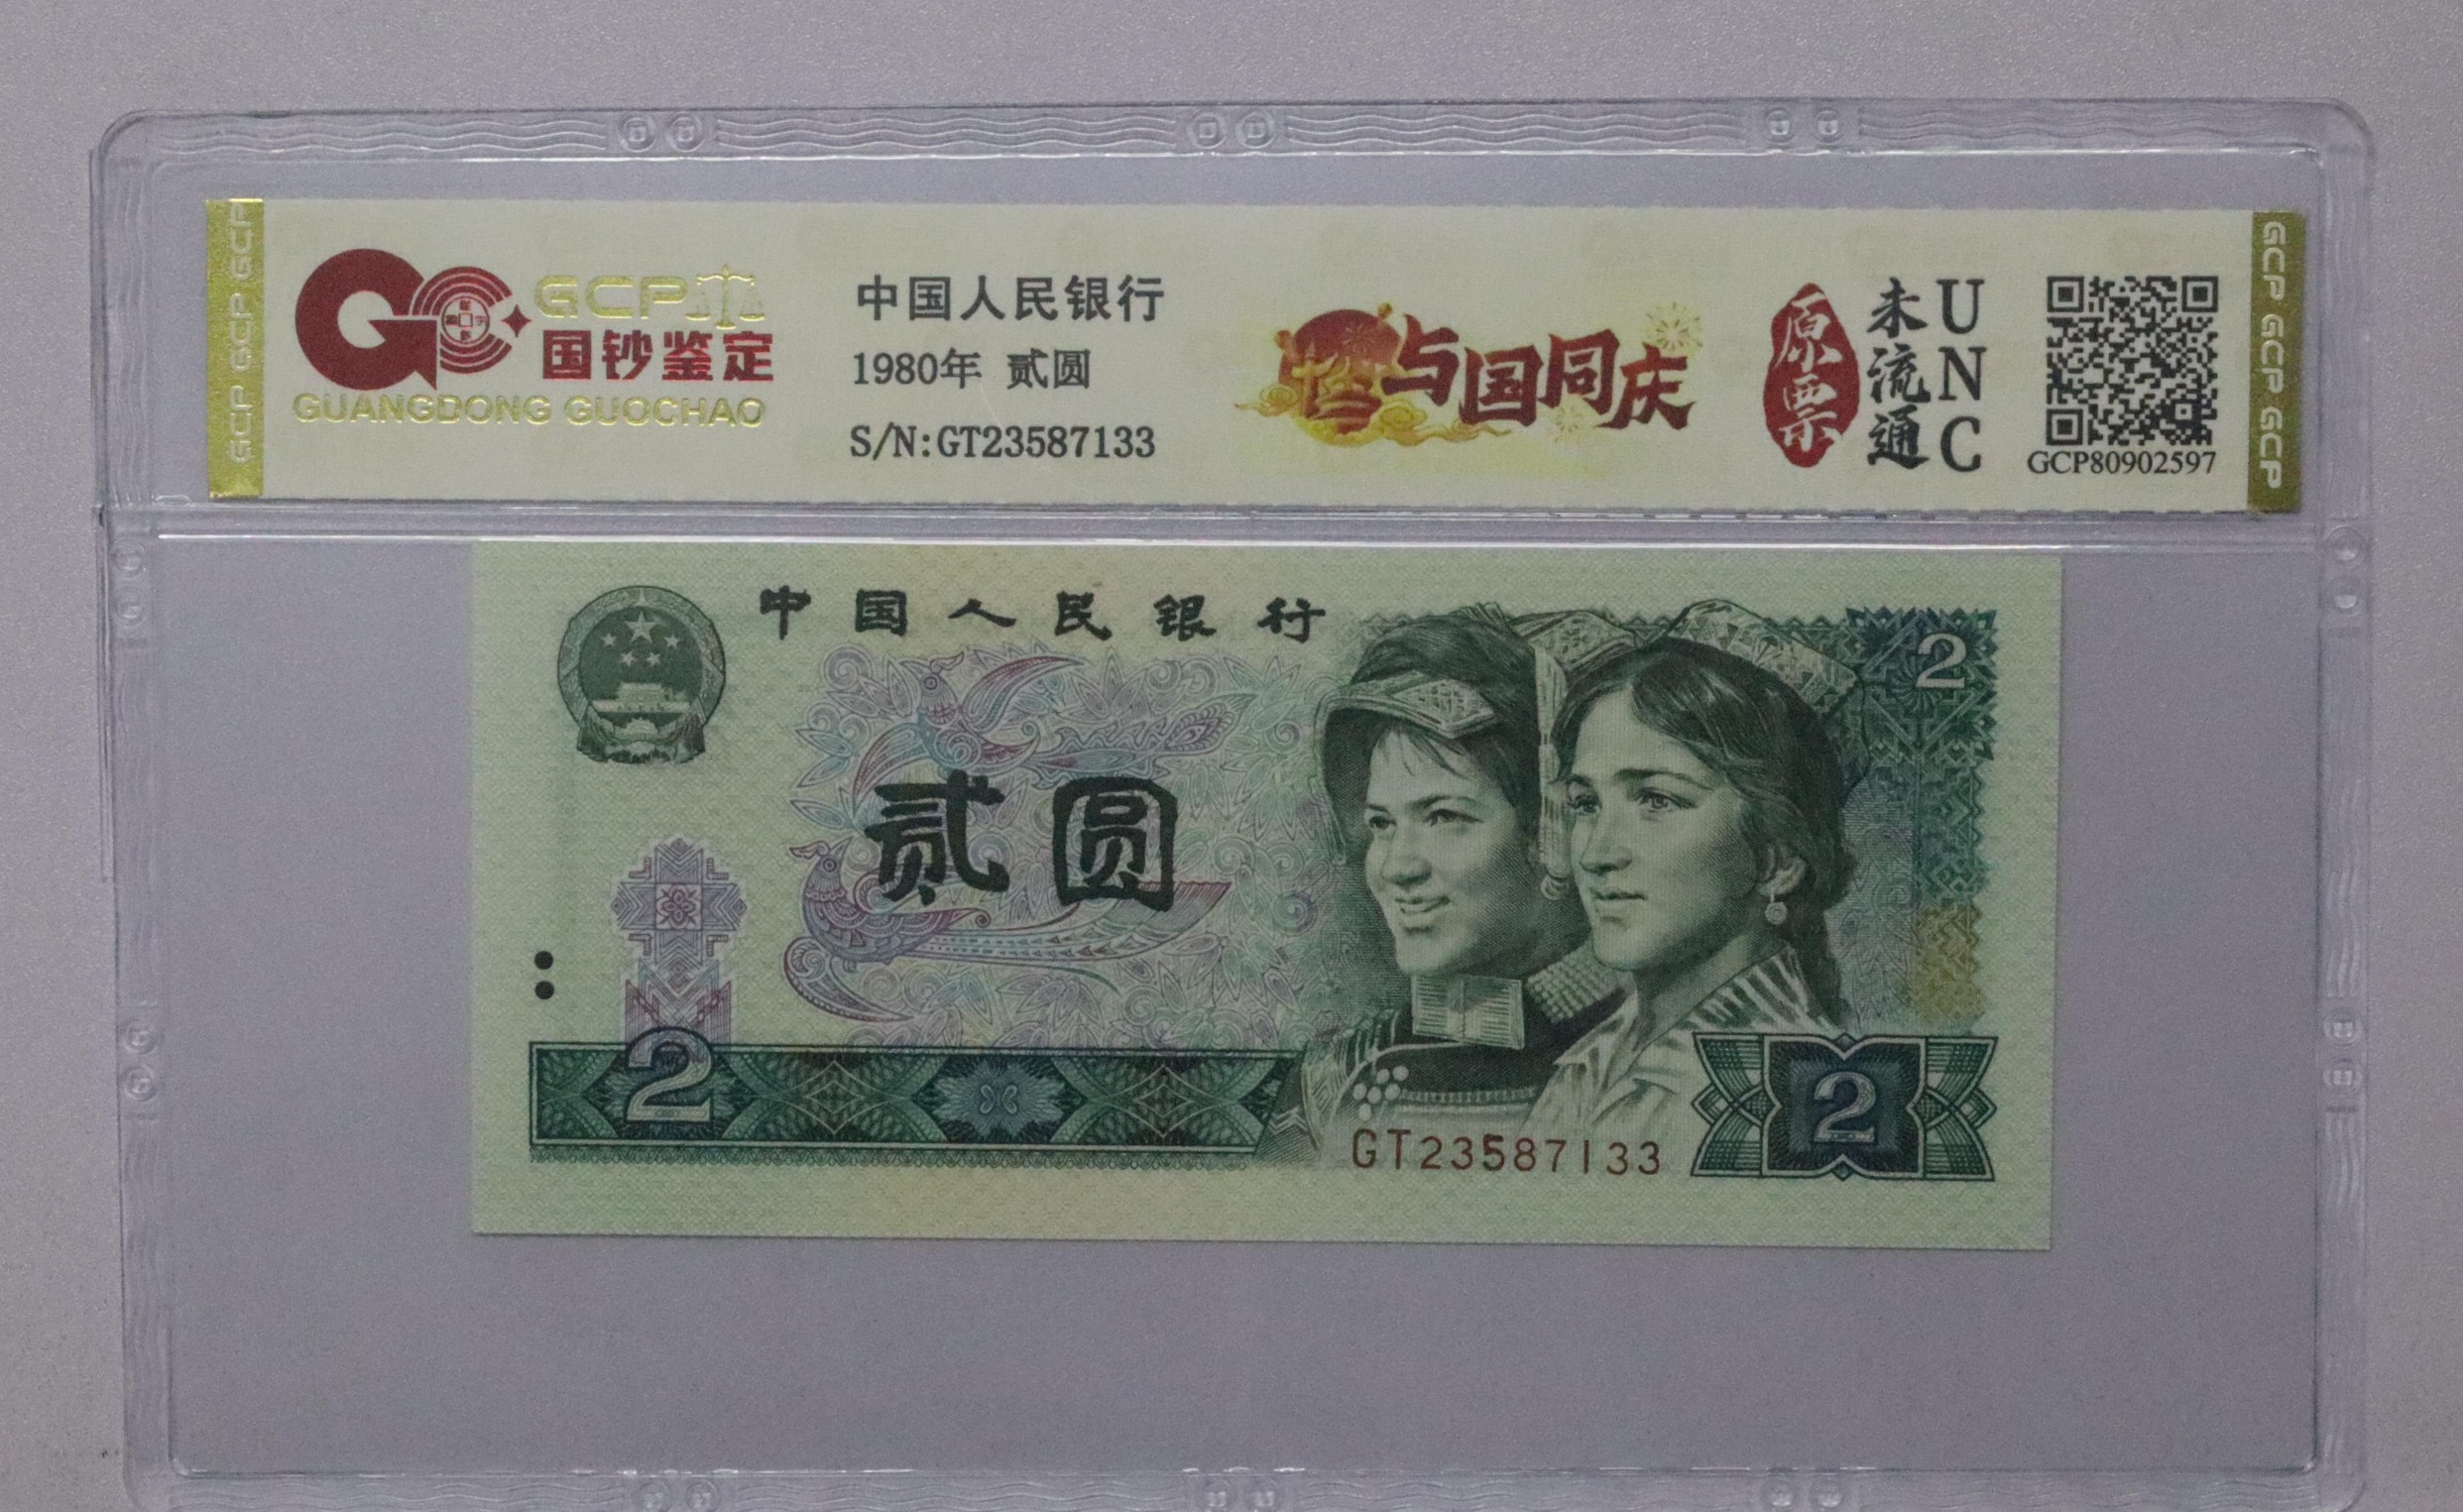 GCP
国钞鉴定
GUANGDONG GUOCHAO
中国人民银行
1980年 贰圆
S/N:GT23587133
与国同庆
原票
未流通
UNC
GCP80902597
GCP GCP GCP
GCP GCP GCP
中国人民银行
2
贰圆
2
2
GT23587133